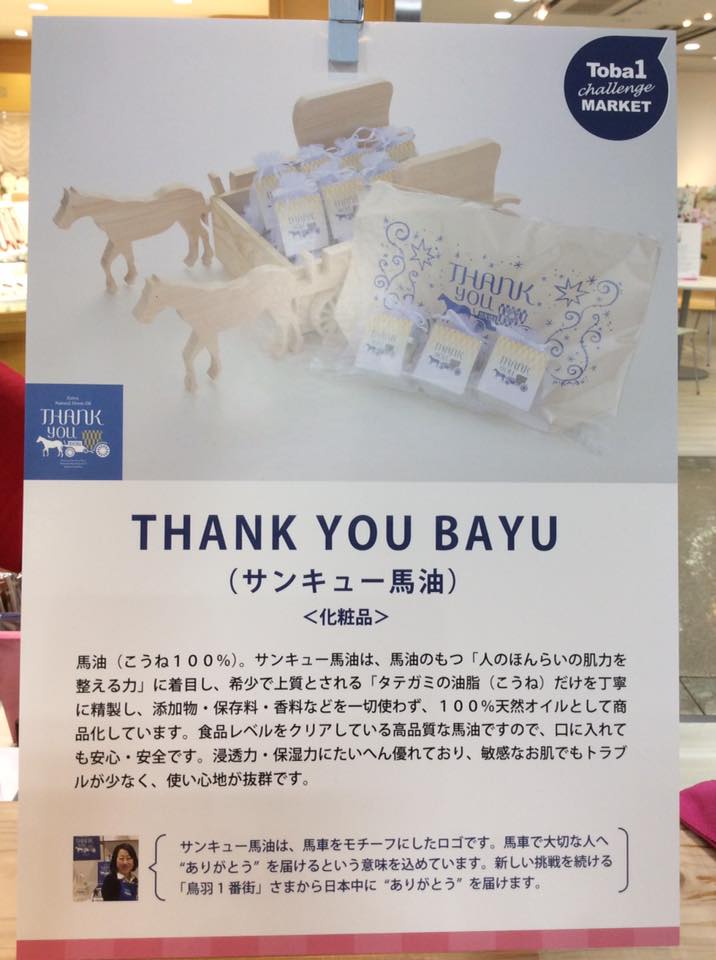 Toba1
challenge
MARKET
THANK
YOU
THANK
YOU
THANK YOU BAYU
（サンキュー馬油）
＜化粧品＞
馬油（こうね１００％）。サンキュー馬油は、馬油のもつ「人のほんらいの肌力を
整える力」に着目し、希少で上質とされる「タテガミの油脂（こうね）だけを丁寧
に精製し、添加物・保存料・香料などを一切使わず、１００％天然オイルとして商
品化しています。食品レベルをクリアしている高品質な馬油ですので、口に入れて
も安心・安全です。浸透力・保湿力にたいへん優れており、敏感なお肌でもトラブ
ルが少なく、使い心地が抜群です。
サンキュー馬油は、馬車をモチーフにしたロゴです。馬車で大切な人へ
“ありがとう” を届けるという意味を込めています。新しい挑戦を続ける
「鳥羽１番街」さまから日本中に “ありがとう” を届けます。